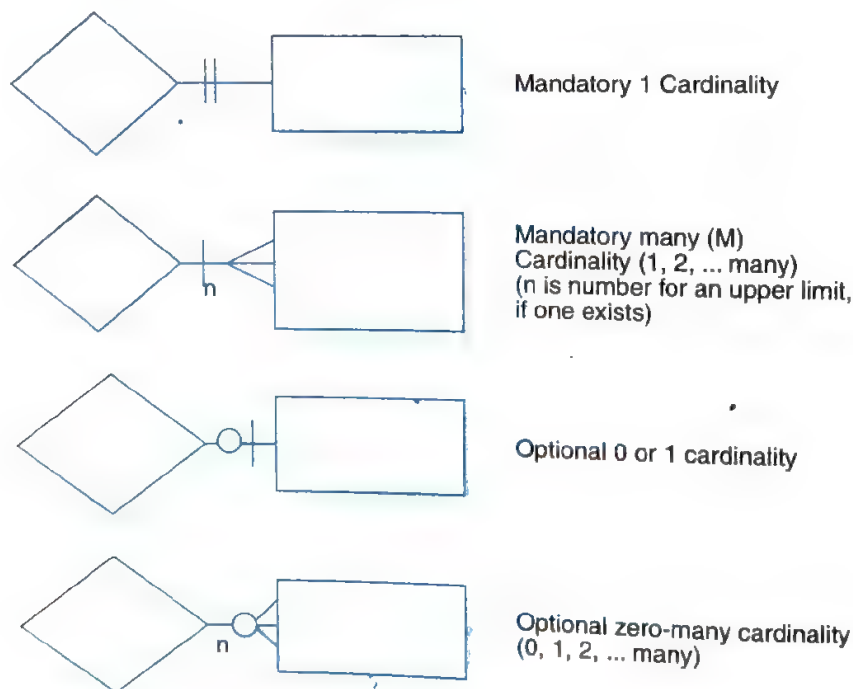 Mandatory 1 Cardinality
Mandatory many (M)
Cardinality (1, 2, ... many)
(n is number for an upper limit,
if one exists)
n
Optional 0 or 1 cardinality
Optional zero-many cardinality
(0, 1, 2, ... many)
n